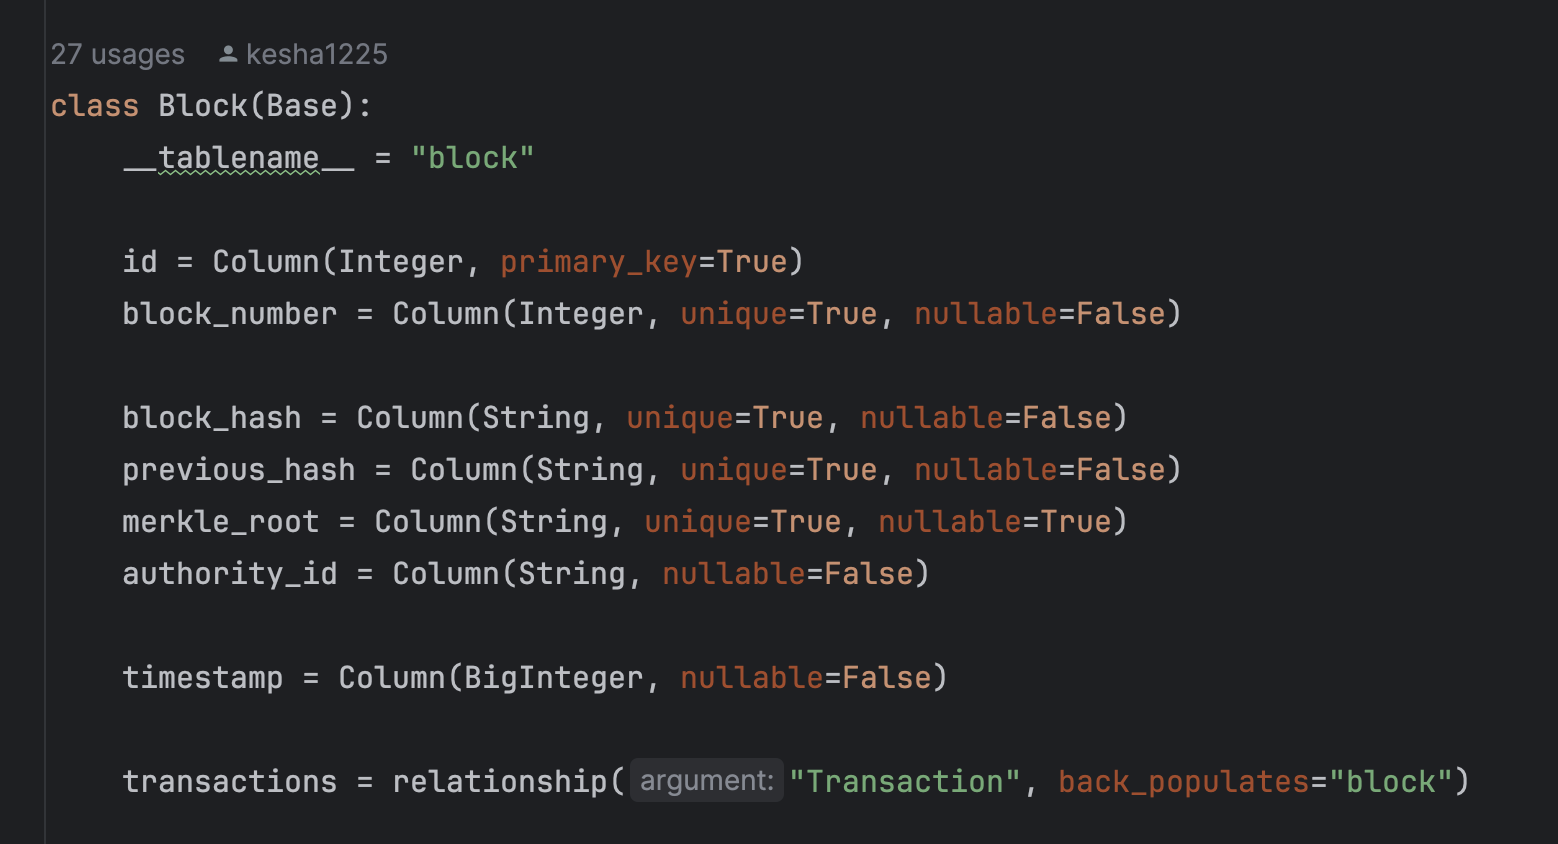 27 usages kesha1225
class Block(Base):
    __tablename__ = "block"

    id = Column(Integer, primary_key=True)
    block_number = Column(Integer, unique=True, nullable=False)

    block_hash = Column(String, unique=True, nullable=False)
    previous_hash = Column(String, unique=True, nullable=False)
    merkle_root = Column(String, unique=True, nullable=True)
    authority_id = Column(String, nullable=False)

    timestamp = Column(BigInteger, nullable=False)

    transactions = relationship( argument: "Transaction", back_populates="block")